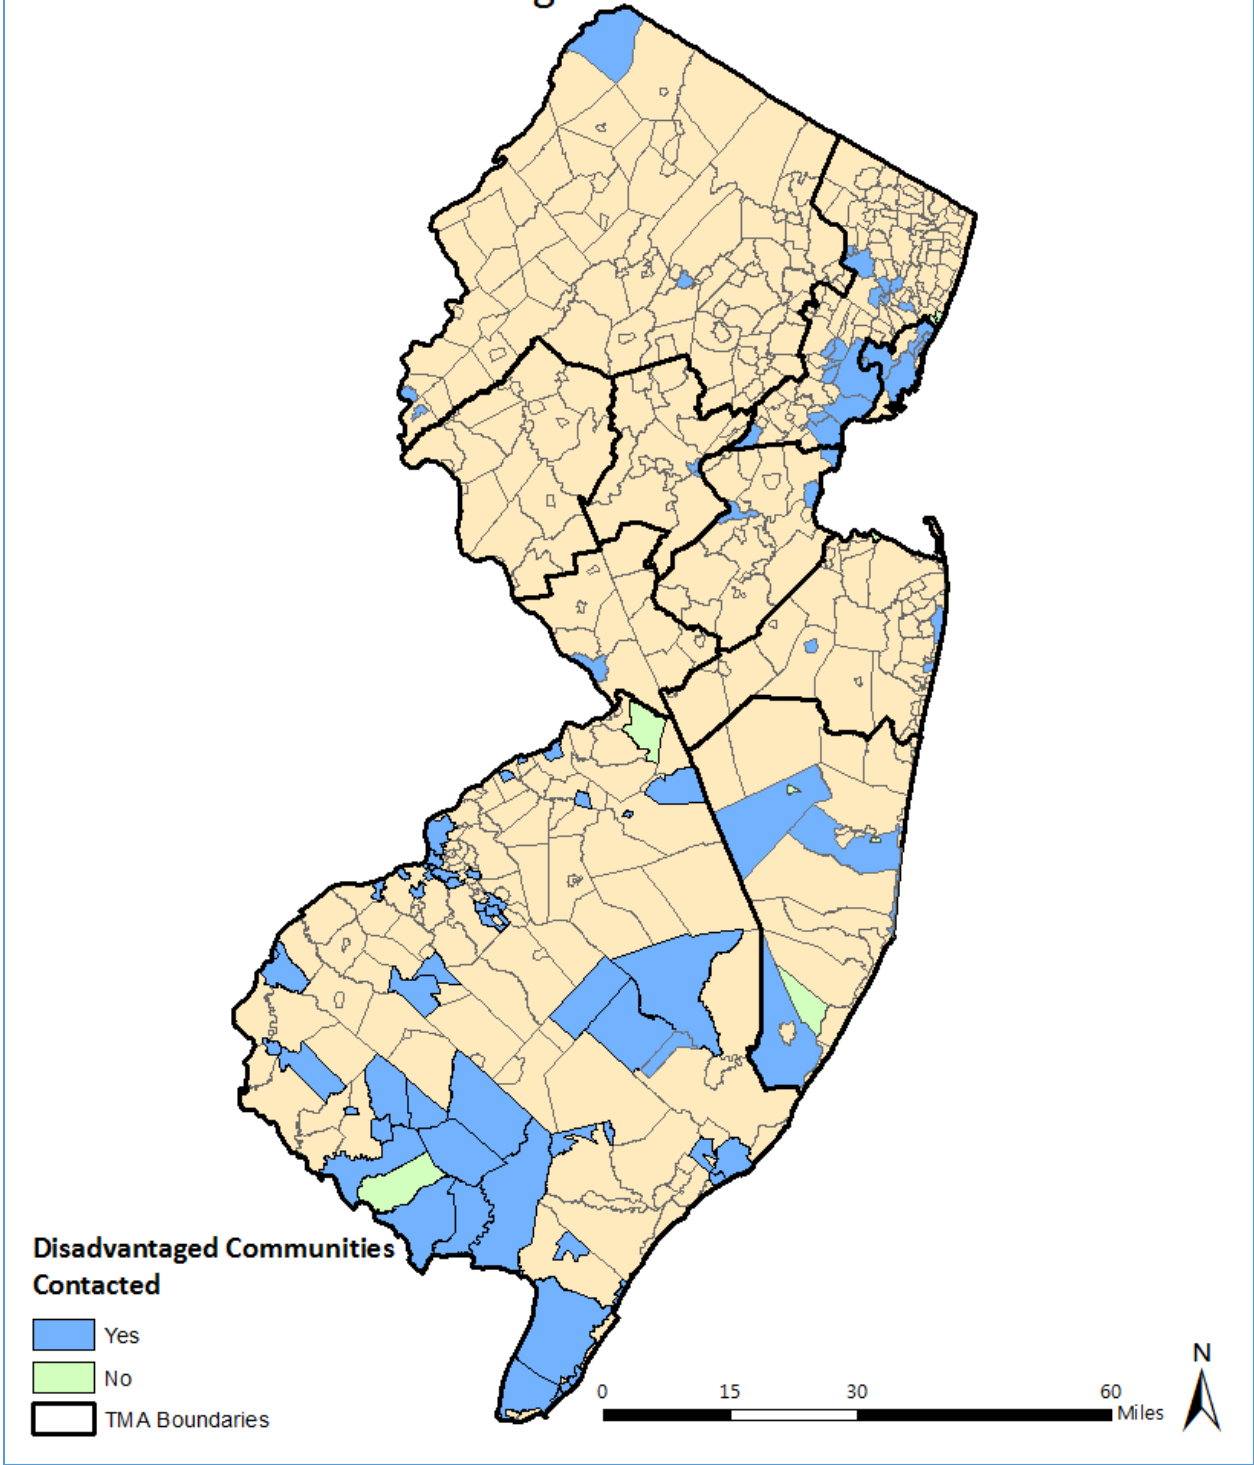 Disadvantaged Communities
Contacted
Yes
No
TMA Boundaries
0 15 30 60
Miles
N